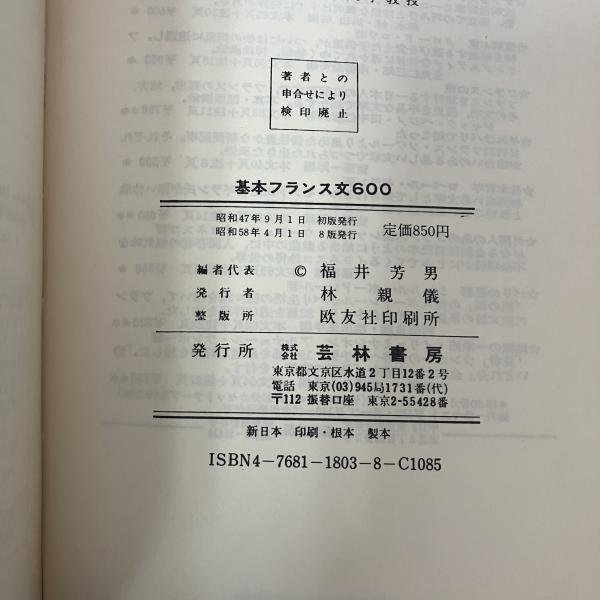 教授
著者との
申合せにより
検印廃止
基本フランス文600
昭和47年9月1日 初版発行
昭和58年4月1日 8版発行
定価850円
編者代表 © 福井芳男
発行者 林親儀
整版所 欧友社印刷所
発行所 株式会社 芸林書房
東京都文京区水道2丁目12番2号
電話 東京(03)945局1731番(代)
〒112 振替口座 東京2-55428番
新日本 印刷・根本 製本
ISBN4-7681-1803-8-C1085